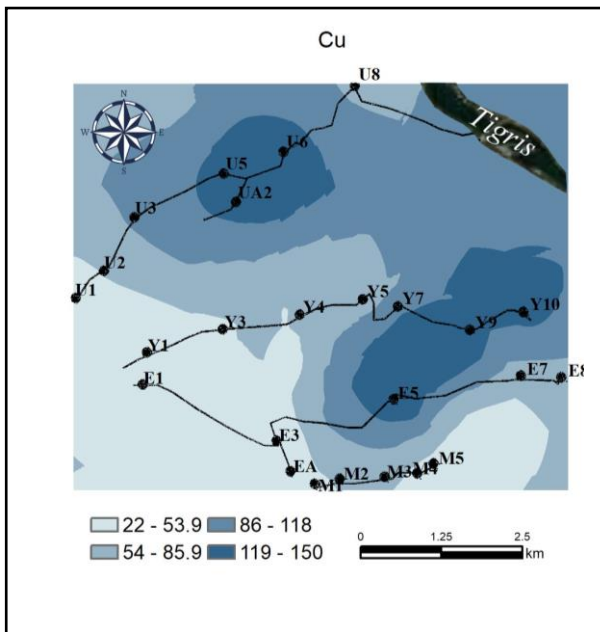 Cu
U8
N
W E
S
Tigris
U6
U5
UA2
U3
U2
U1
Y5
Y7
Y10
Y4
Y3
Y9
Y1
E1
E7
E8
E5
E3
EA
M5
M4
M3
M2
M1
22 - 53.9 86 - 118
54 - 85.9 119 - 150
0 1.25 2.5
km